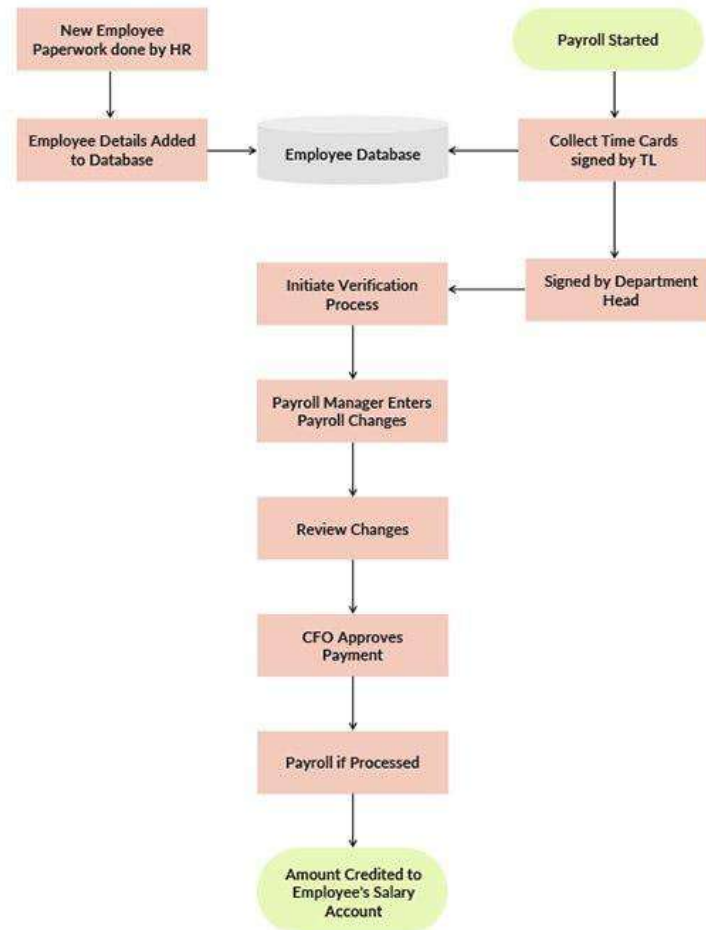 New Employee
Paperwork done by HR
Payroll Started
Employee Details Added
to Database
Employee Database
Collect Time Cards
signed by TL
Initiate Verification
Process
Signed by Department
Head
Payroll Manager Enters
Payroll Changes
Review Changes
CFO Approves
Payment
Payroll if Processed
Amount Credited to
Employee's Salary
Account